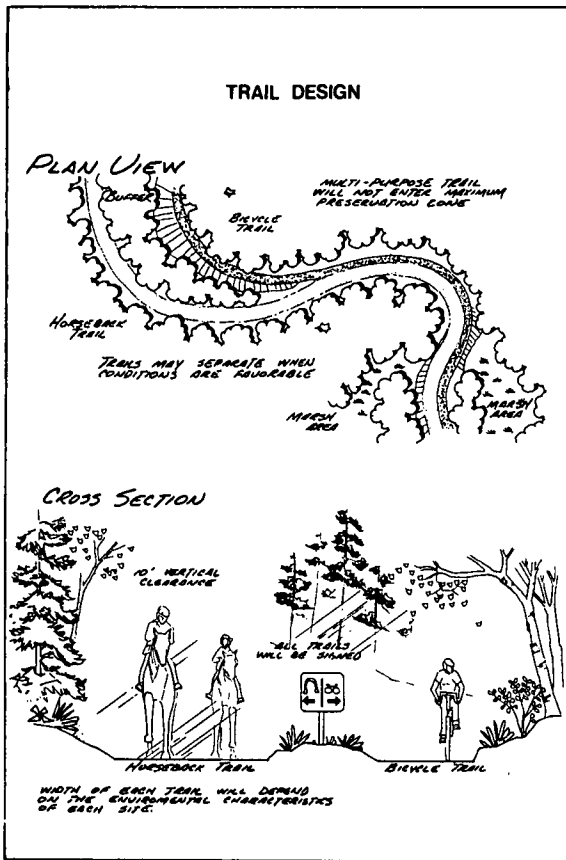 TRAIL DESIGN
PLAN VIEW
BUFFER
BICYCLE
TRAIL
MULTI-PURPOSE TRAIL
WILL NOT ENTER MAXIMUM
PRESERVATION ZONE
HORSEBACK
TRAIL
TRAILS MAY SEPARATE WHEN
CONDITIONS ARE FAVORABLE
MARSH
AREA
MARSH
AREA
CROSS SECTION
10' VERTICAL
CLEARANCE
ALL TRAILS
WILL BE SIGNED
HORSEBACK TRAIL
BICYCLE TRAIL
WIDTH OF EACH TRAIL WILL DEPEND
ON THE ENVIROMENTAL CHARACTERISTICS
OF EACH SITE.